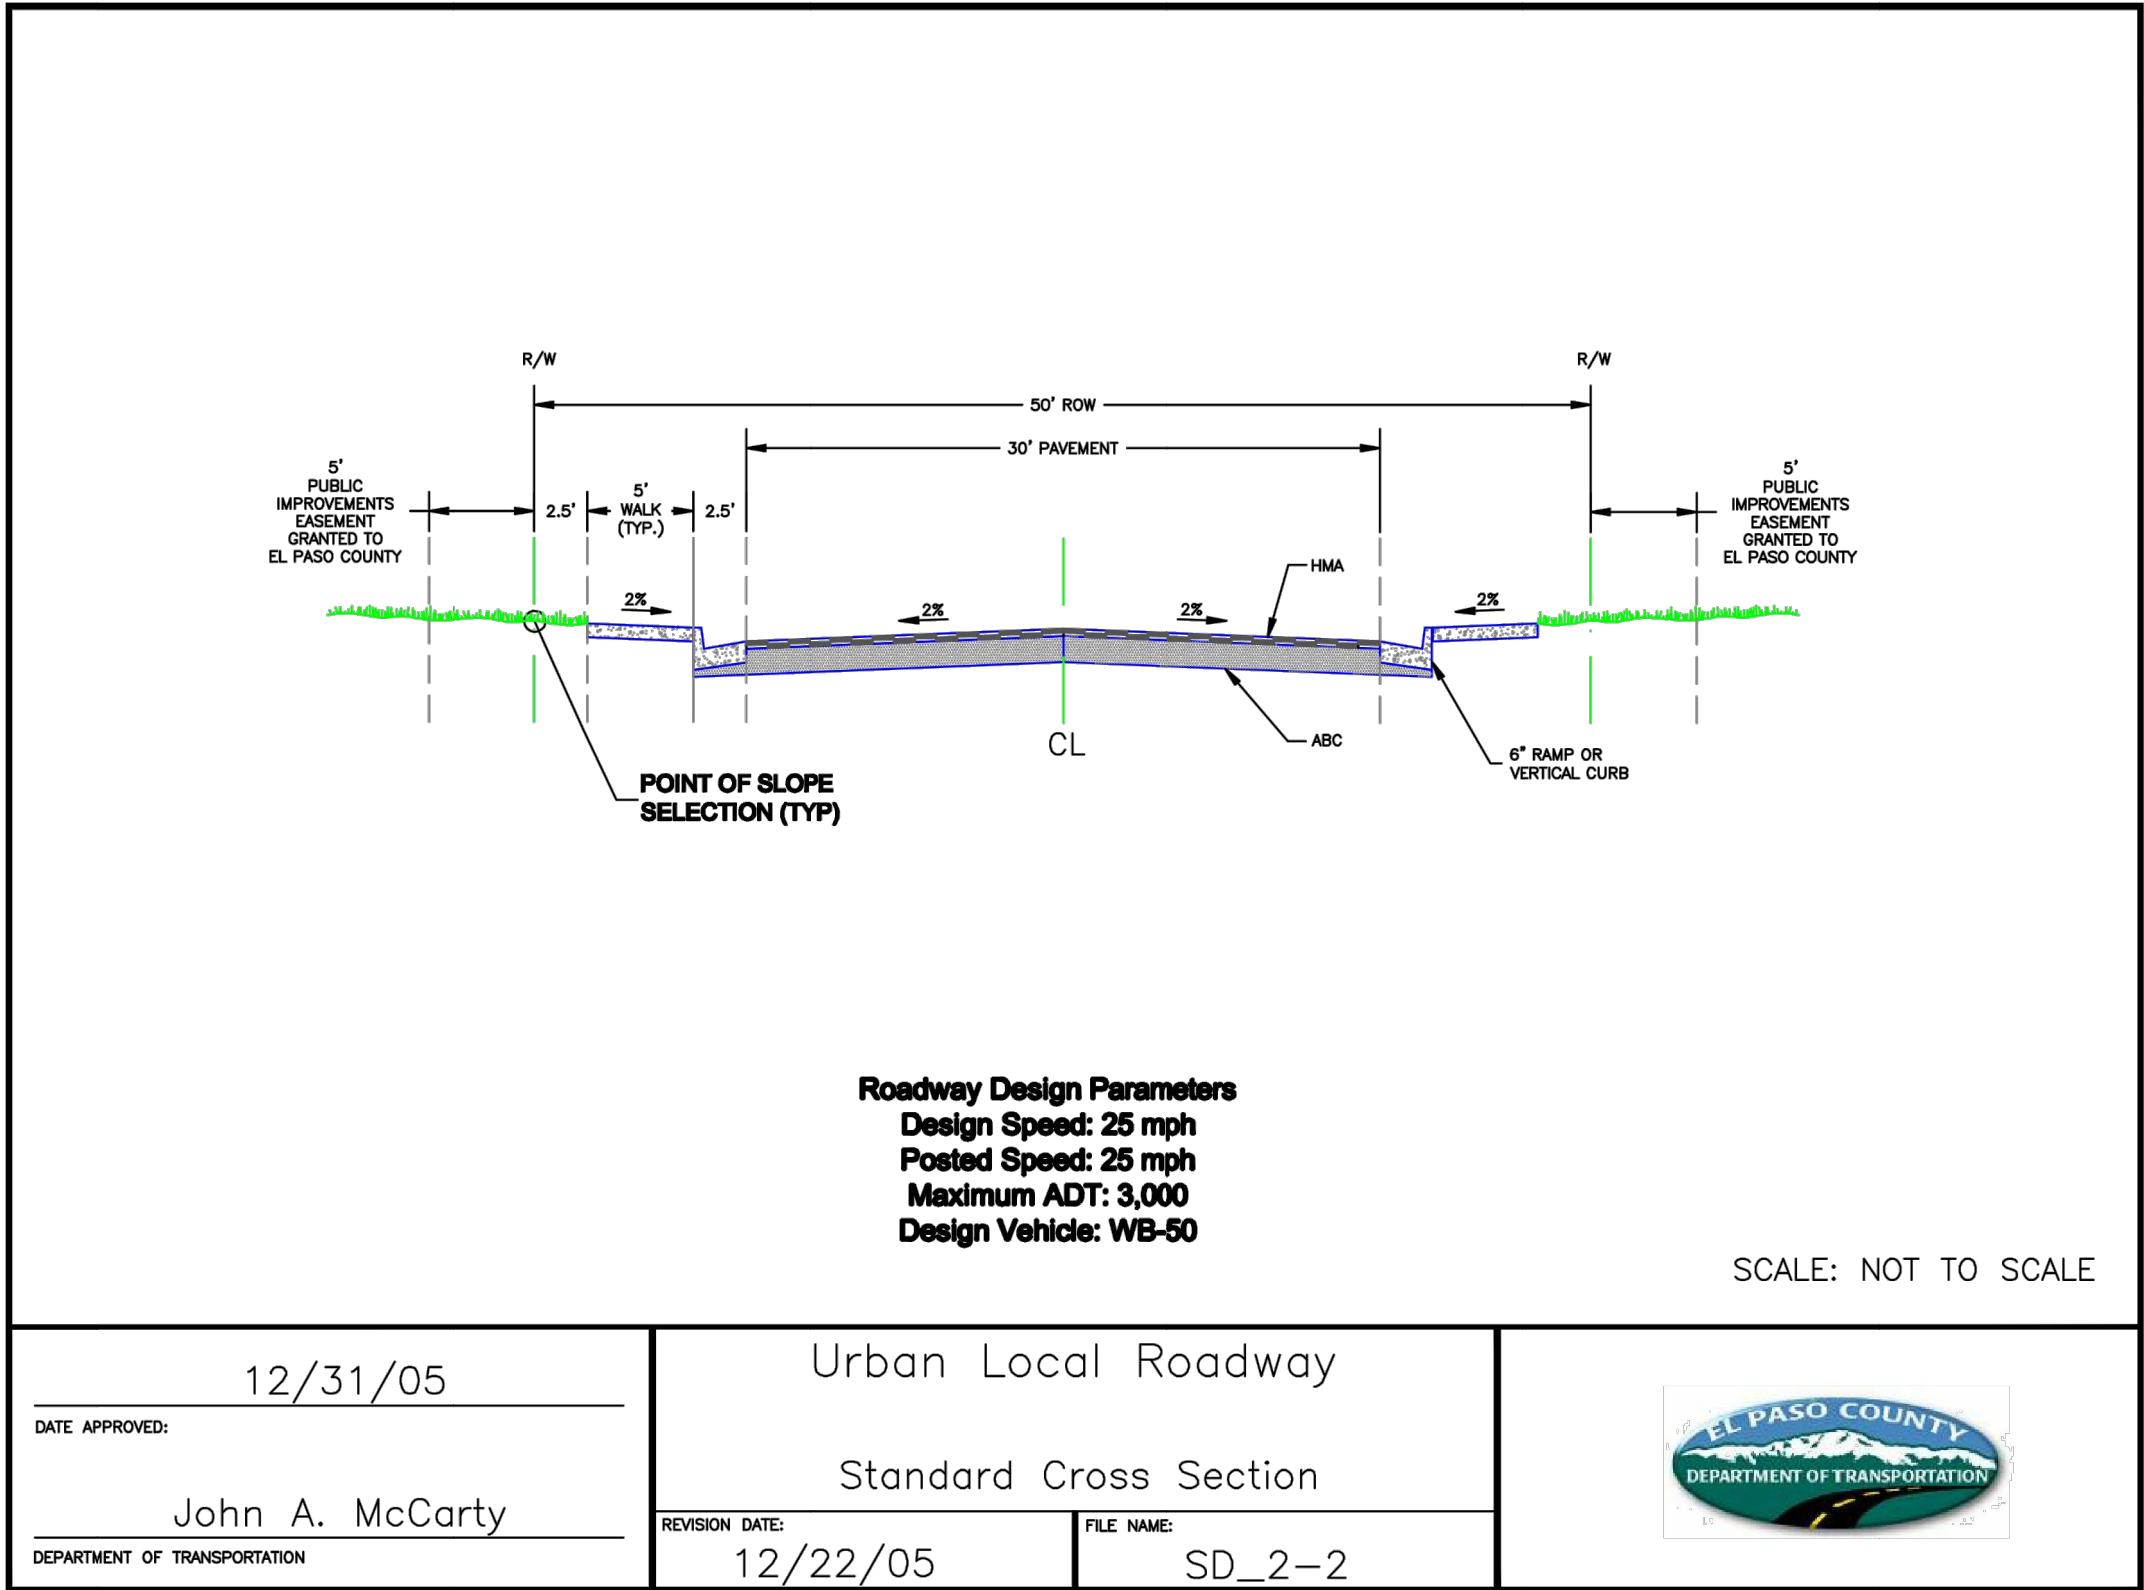 R/W
R/W
50' ROW
30' PAVEMENT
5'
PUBLIC
IMPROVEMENTS
EASEMENT
GRANTED TO
EL PASO COUNTY
2.5'
5'
WALK
(TYP.)
2.5'
5'
PUBLIC
IMPROVEMENTS
EASEMENT
GRANTED TO
EL PASO COUNTY
HMA
2%
2%
2%
2%
CL
ABC
6" RAMP OR
VERTICAL CURB
POINT OF SLOPE
SELECTION (TYP)
Roadway Design Parameters
Design Speed: 25 mph
Posted Speed: 25 mph
Maximum ADT: 3,000
Design Vehicle: WB-50
SCALE: NOT TO SCALE
12/31/05
DATE APPROVED:
John A. McCarty
DEPARTMENT OF TRANSPORTATION
Urban Local Roadway
Standard Cross Section
REVISION DATE:
12/22/05
FILE NAME:
SD_2-2
EL PASO COUNTY
DEPARTMENT OF TRANSPORTATION